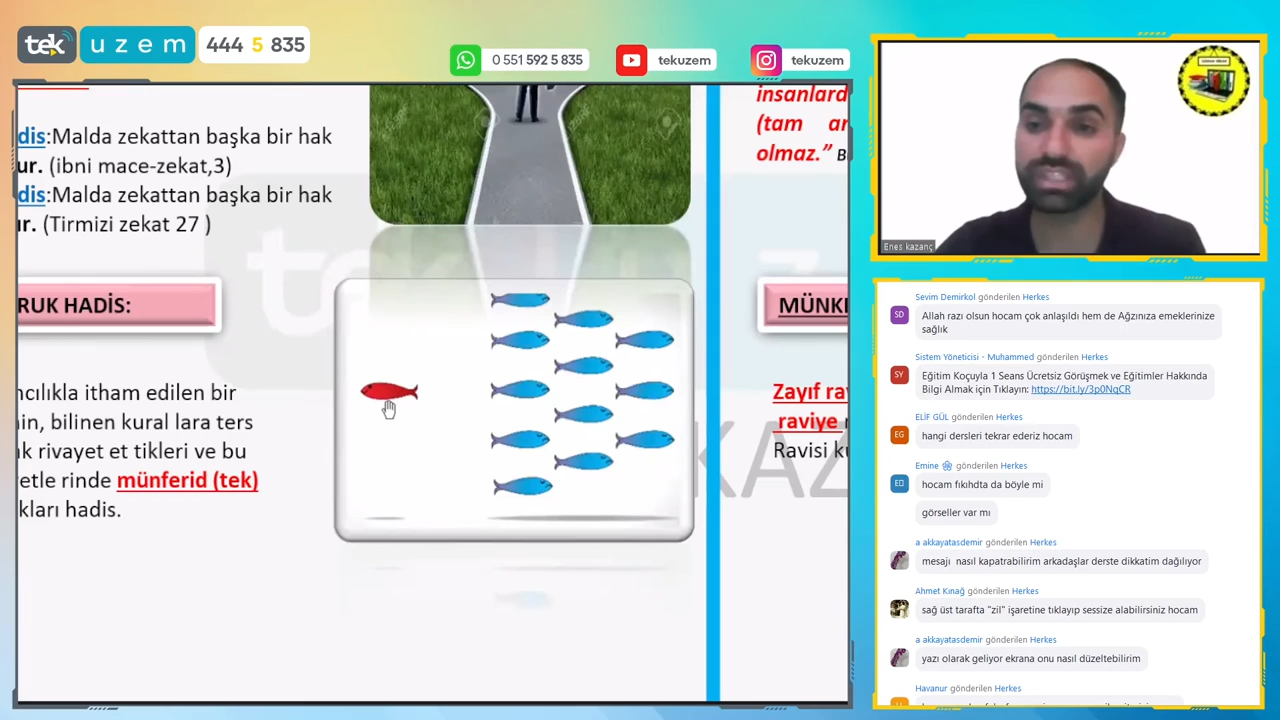 tek uzem 444 5 835
0 551 592 5 835
tekuzem
tekuzem
dis:Malda zekattan başka bir hak
ur. (ibni mace-zekat,3)
dis:Malda zekattan başka bir hak
ır. (Tirmizi zekat 27 )
RUK HADİS:
ncılıkla itham edilen bir
in, bilinen kural lara ters
k rivayet et tikleri ve bu
etle rinde münferid (tek)
kları hadis.
insanlard
(tam ar
olmaz.” B
MÜNK
Zayıf ra
raviye
Ravisi k
KAZ
Enes kazanç
Sevim Demirkol gönderilen Herkes
SD
Allah razı olsun hocam çok anlaşıldı hem de Ağzınıza emeklerinize
sağlık
Sistem Yöneticisi - Muhammed gönderilen Herkes
SY
Eğitim Koçuyla 1 Seans Ücretsiz Görüşmek ve Eğitimler Hakkında
Bilgi Almak için Tıklayın: https://bit.ly/3p0NqCR
ELİF GÜL gönderilen Herkes
EG
hangi dersleri tekrar ederiz hocam
Emine gönderilen Herkes
hocam fıkıhdta da böyle mi
görseller var mı
a akkayatasdemir gönderilen Herkes
mesajı nasıl kapatrabilirim arkadaşlar derste dikkatim dağılıyor
Ahmet Kınağ gönderilen Herkes
sağ üst tarafta "zil" işaretine tıklayıp sessize alabilirsiniz hocam
a akkayatasdemir gönderilen Herkes
yazı olarak geliyor ekrana onu nasıl düzeltebilirim
Havanur gönderilen Herkes